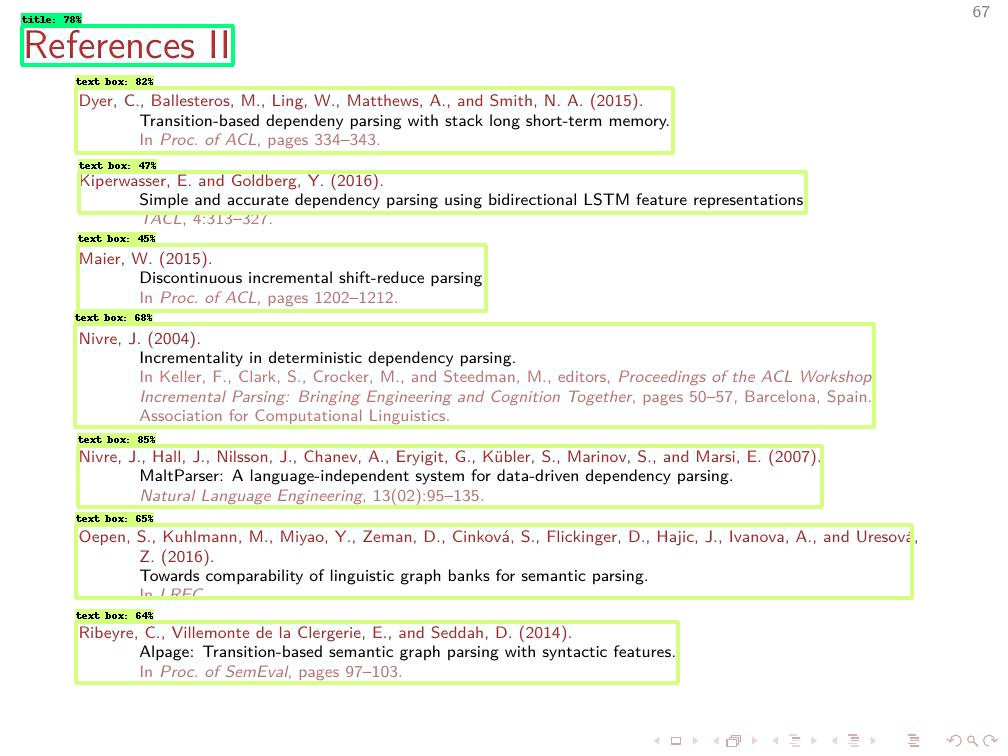 67
title: 78%
References II
text box: 82%
Dyer, C., Ballesteros, M., Ling, W., Matthews, A., and Smith, N. A. (2015).
Transition-based dependeny parsing with stack long short-term memory.
In Proc. of ACL, pages 334–343.
text box: 47%
Kiperwasser, E. and Goldberg, Y. (2016).
Simple and accurate dependency parsing using bidirectional LSTM feature representations
TACL, 4:313–327.
text box: 45%
Maier, W. (2015).
Discontinuous incremental shift-reduce parsing
In Proc. of ACL, pages 1202–1212.
text box: 68%
Nivre, J. (2004).
Incrementality in deterministic dependency parsing.
In Keller, F., Clark, S., Crocker, M., and Steedman, M., editors, Proceedings of the ACL Workshop
Incremental Parsing: Bringing Engineering and Cognition Together, pages 50–57, Barcelona, Spain.
Association for Computational Linguistics.
text box: 85%
Nivre, J., Hall, J., Nilsson, J., Chanev, A., Eryigit, G., Kübler, S., Marinov, S., and Marsi, E. (2007).
MaltParser: A language-independent system for data-driven dependency parsing.
Natural Language Engineering, 13(02):95–135.
text box: 65%
Oepen, S., Kuhlmann, M., Miyao, Y., Zeman, D., Cinková, S., Flickinger, D., Hajic, J., Ivanova, A., and Uresová,
Z. (2016).
Towards comparability of linguistic graph banks for semantic parsing.
In LREC
text box: 64%
Ribeyre, C., Villemonte de la Clergerie, E., and Seddah, D. (2014).
Alpage: Transition-based semantic graph parsing with syntactic features.
In Proc. of SemEval, pages 97–103.